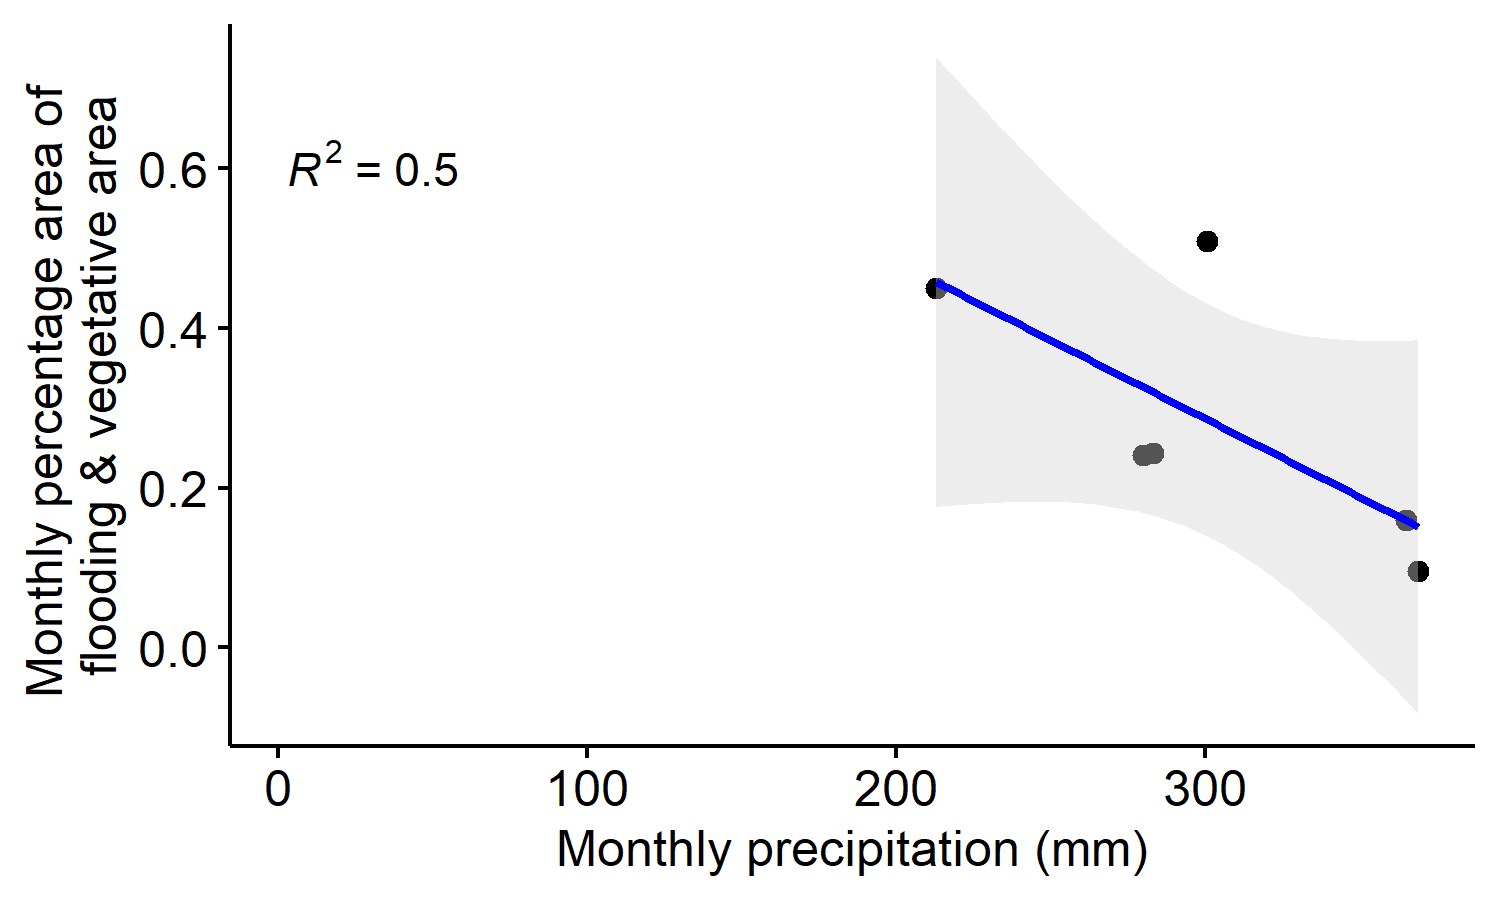 Monthly percentage area of
flooding & vegetative area
R² = 0.5
0.6
0.4
0.2
0.0
0 100 200 300
Monthly precipitation (mm)